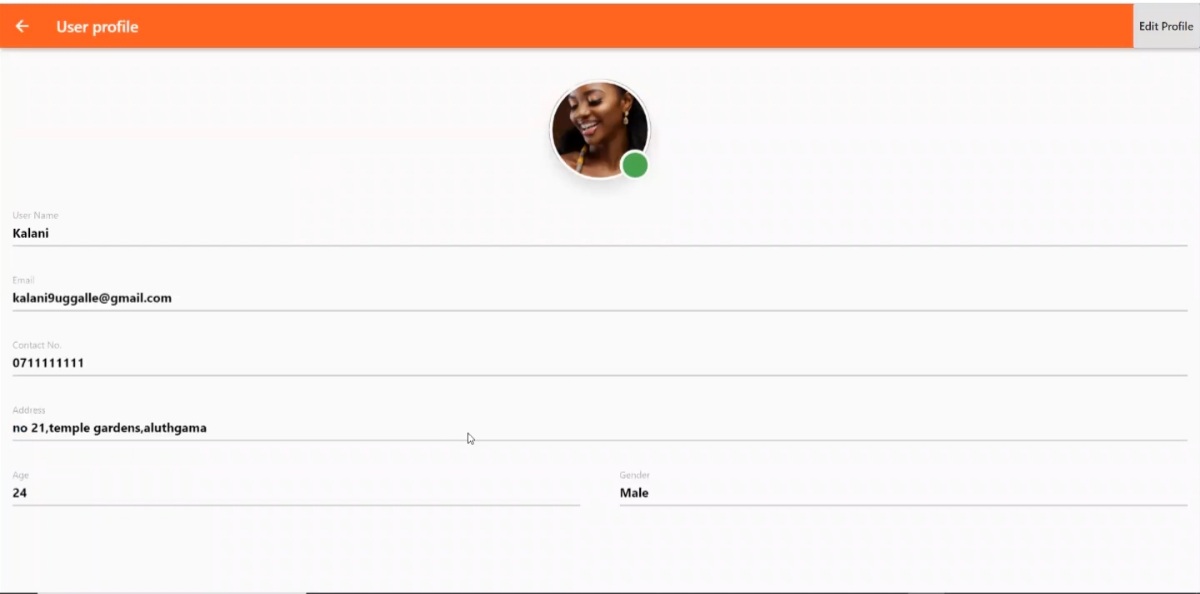 User profile
Edit Profile
User Name
Kalani
Email
kalani9uggalle@gmail.com
Contact No.
0711111111
Address
no 21,temple gardens,aluthgama
Age
Gender
24
Male